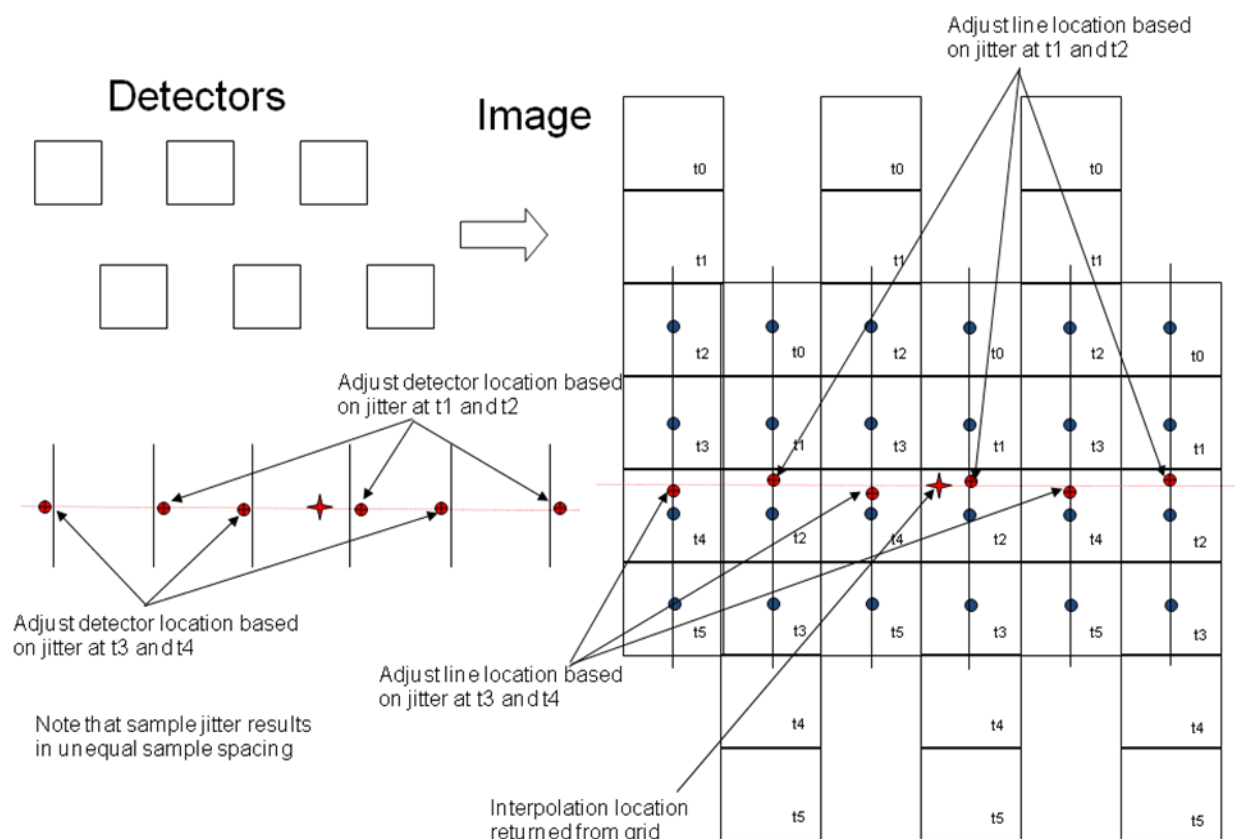 Adjust line location based
on jitter at t1 and t2
Detectors
Image
t0
t0
t0
t1
t1
t1
t2
t0
t2
t0
t2
t0
Adjust detector location based
on jitter at t1 and t2
t3
t1
t3
t1
t3
t1
t4
t2
t4
t2
t4
t2
Adjust detector location based
on jitter at t3 and t4
t5
t3
t5
t3
t5
t3
Adjust line location based
on jitter at t3 and t4
Note that sample jitter results
in unequal sample spacing
t4
t4
t4
Interpolation location
returned from grid
t5
t5
t5